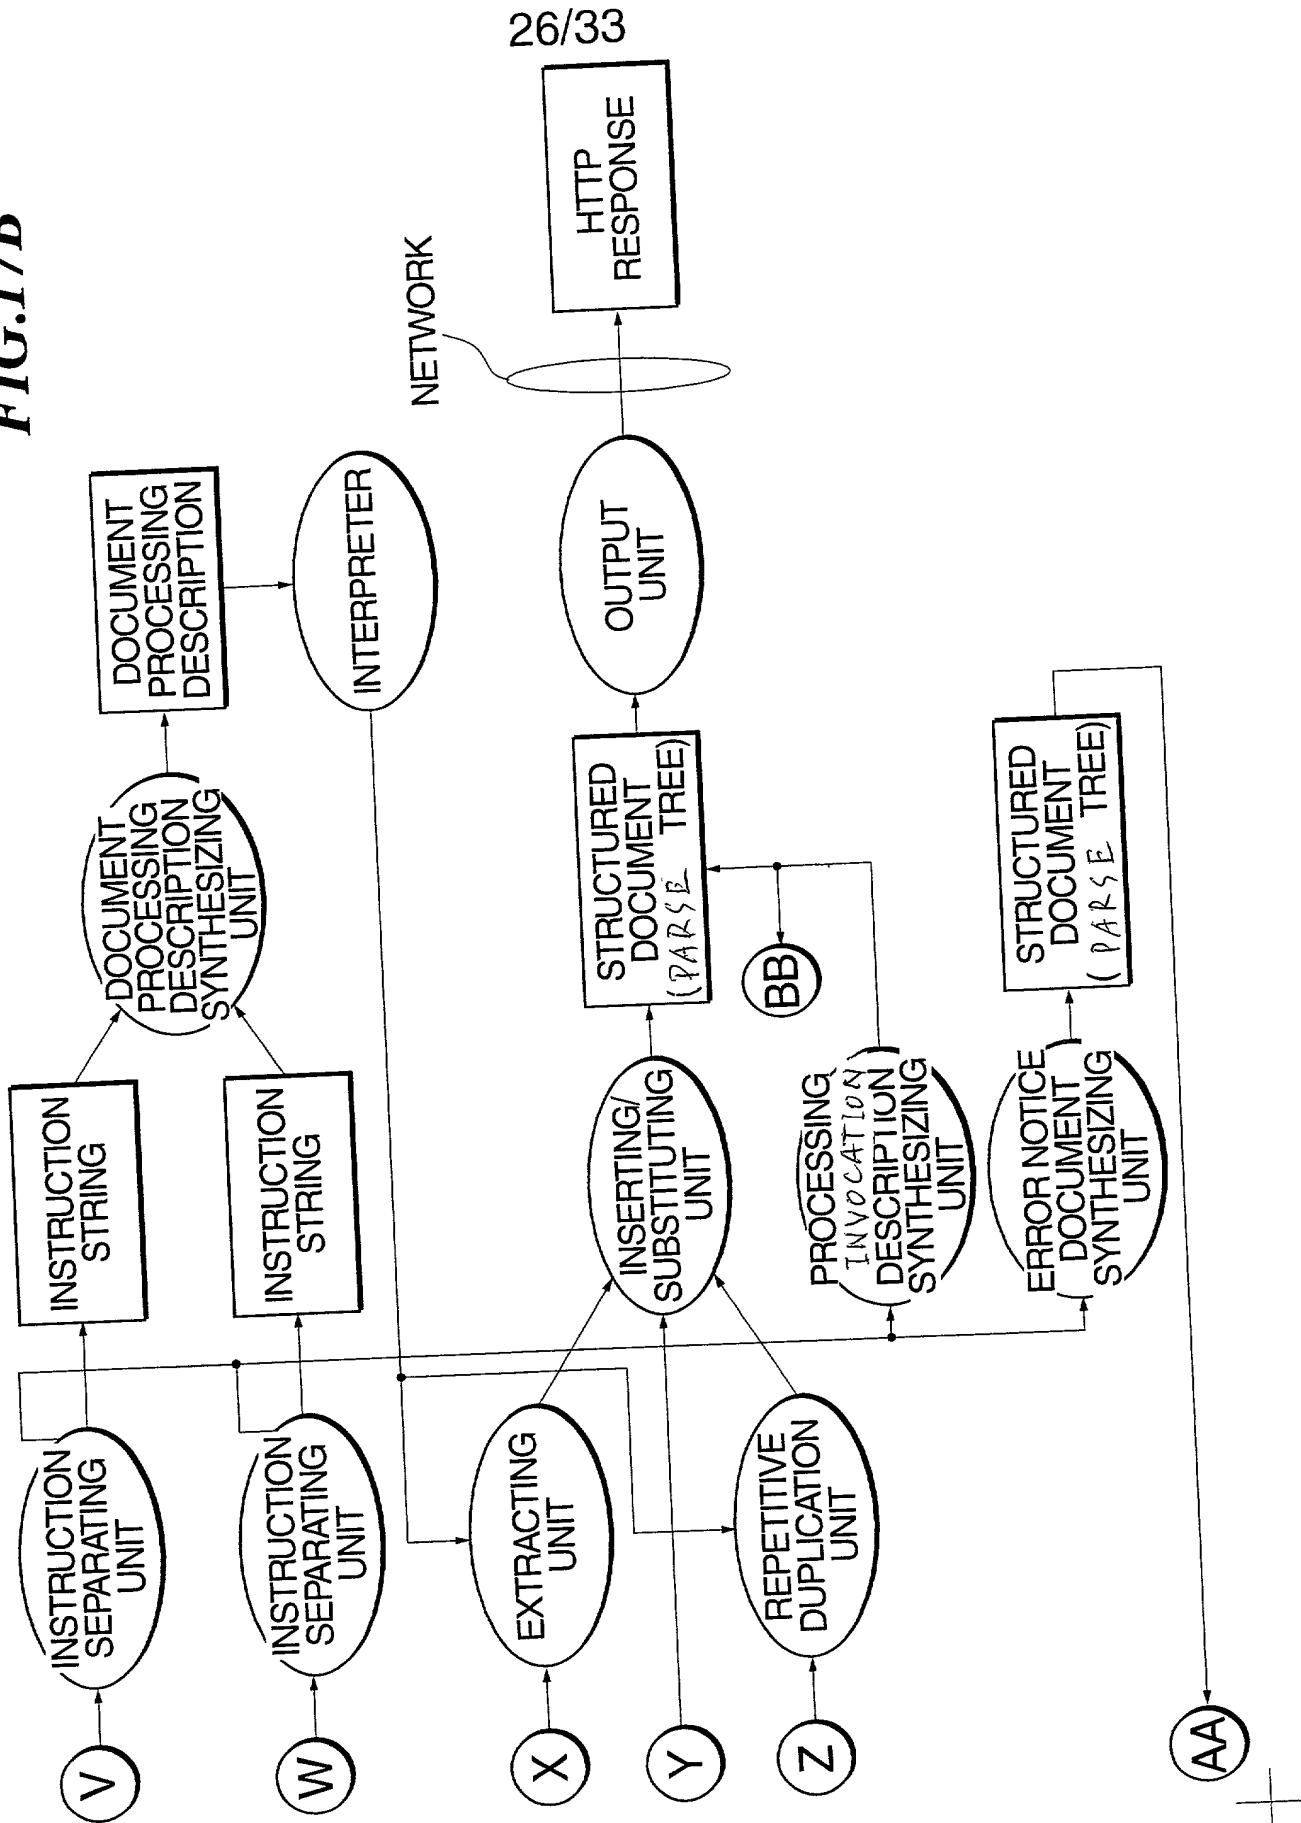 26/33
FIG.17B
V
INSTRUCTION
SEPARATING
UNIT
INSTRUCTION
STRING
W
INSTRUCTION
SEPARATING
UNIT
INSTRUCTION
STRING
DOCUMENT
PROCESSING
DESCRIPTION
SYNTHESIZING
UNIT
DOCUMENT
PROCESSING
DESCRIPTION
INTERPRETER
X
EXTRACTING
UNIT
Y
Z
REPETITIVE
DUPLICATION
UNIT
INSERTING/
SUBSTITUTING
UNIT
STRUCTURED
DOCUMENT
(PARSE TREE)
OUTPUT
UNIT
NETWORK
HTTP
RESPONSE
BB
PROCESSING
INVOCATION
DESCRIPTION
SYNTHESIZING
UNIT
ERROR NOTICE
DOCUMENT
SYNTHESIZING
UNIT
STRUCTURED
DOCUMENT
(PARSE TREE)
AA